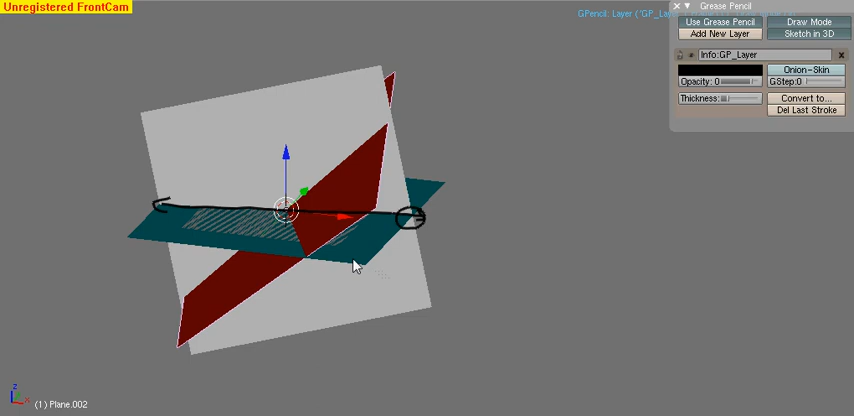 Unregistered FrontCam
GPencil: Layer ('GP_La
Grease Pencil
Use Grease Pencil
Draw Mode
Add New Layer
Sketch in 3D
Info:GP_Layer
Onion-Skin
Opacity: 0
GStep:0
Thickness:
Convert to...
Del Last Stroke
z
x
(1) Plane.002